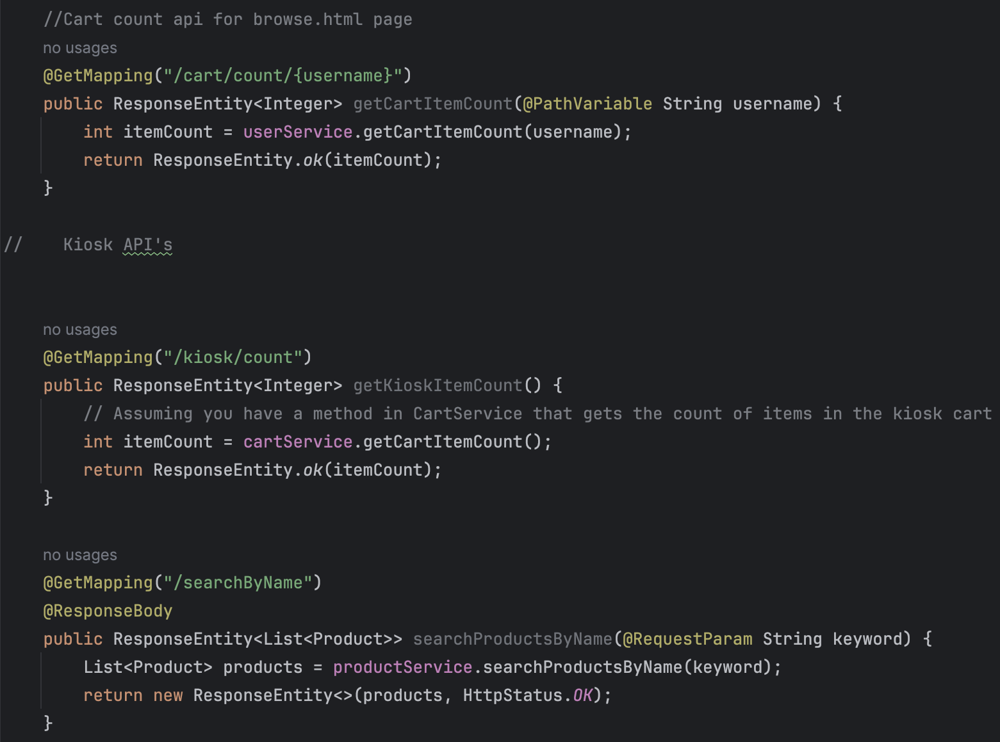 //Cart count api for browse.html page
no usages
@GetMapping("/cart/count/{username}")
public ResponseEntity<Integer> getCartItemCount(@PathVariable String username) {
int itemCount = userService.getCartItemCount(username);
return ResponseEntity.ok(itemCount);
}
// Kiosk API's
no usages
@GetMapping("/kiosk/count")
public ResponseEntity<Integer> getKioskItemCount() {
// Assuming you have a method in CartService that gets the count of items in the kiosk cart
int itemCount = cartService.getCartItemCount();
return ResponseEntity.ok(itemCount);
}
no usages
@GetMapping("/searchByName")
@ResponseBody
public ResponseEntity<List<Product>> searchProductsByName(@RequestParam String keyword) {
List<Product> products = productService.searchProductsByName(keyword);
return new ResponseEntity<>(products, HttpStatus.OK);
}